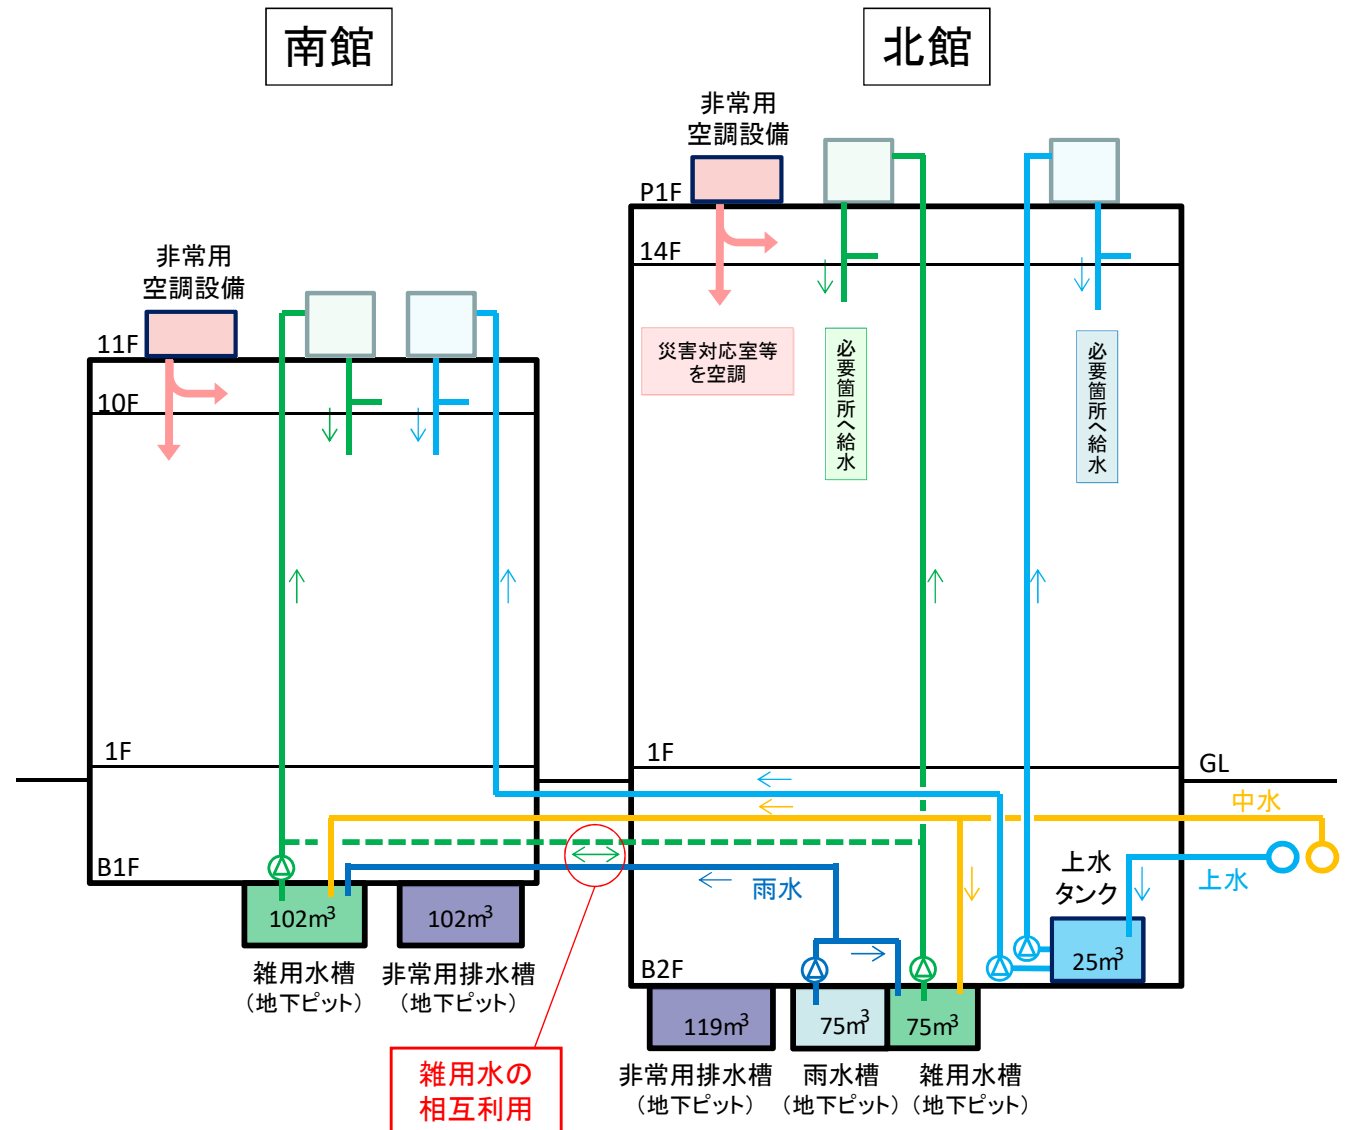 南館
北館
非常用
空調設備
P1F
14F
非常用
空調設備
11F
10F
災害対応室等
を空調
必要箇所へ給水
必要箇所へ給水
1F
1F
GL
中水
B1F
上水
タンク
上水
雨水
102m³
102m³
25m³
雑用水槽
（地下ピット）
非常用排水槽
（地下ピット）
B2F
119m³
75m³
75m³
非常用排水槽
（地下ピット）
雨水槽
（地下ピット）
雑用水槽
（地下ピット）
雑用水の
相互利用